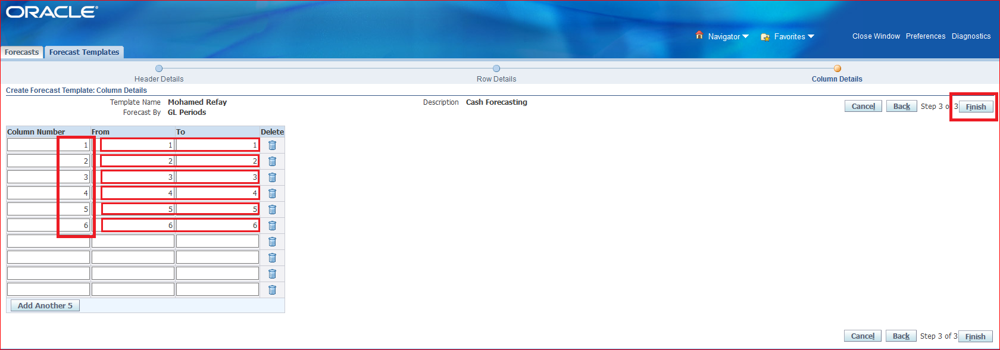 ORACLE®
Navigator Favorites Close Window Preferences Diagnostics
Forecasts Forecast Templates
Header Details Row Details Column Details
Create Forecast Template: Column Details
Template Name Mohamed Refay Description Cash Forecasting
Forecast By GL Periods
Cancel Back Step 3 of 3 Finish
Column Number From To Delete
1 1 1
2 2 2
3 3 3
4 4 4
5 5 5
6 6 6
Add Another 5
Cancel Back Step 3 of 3 Finish